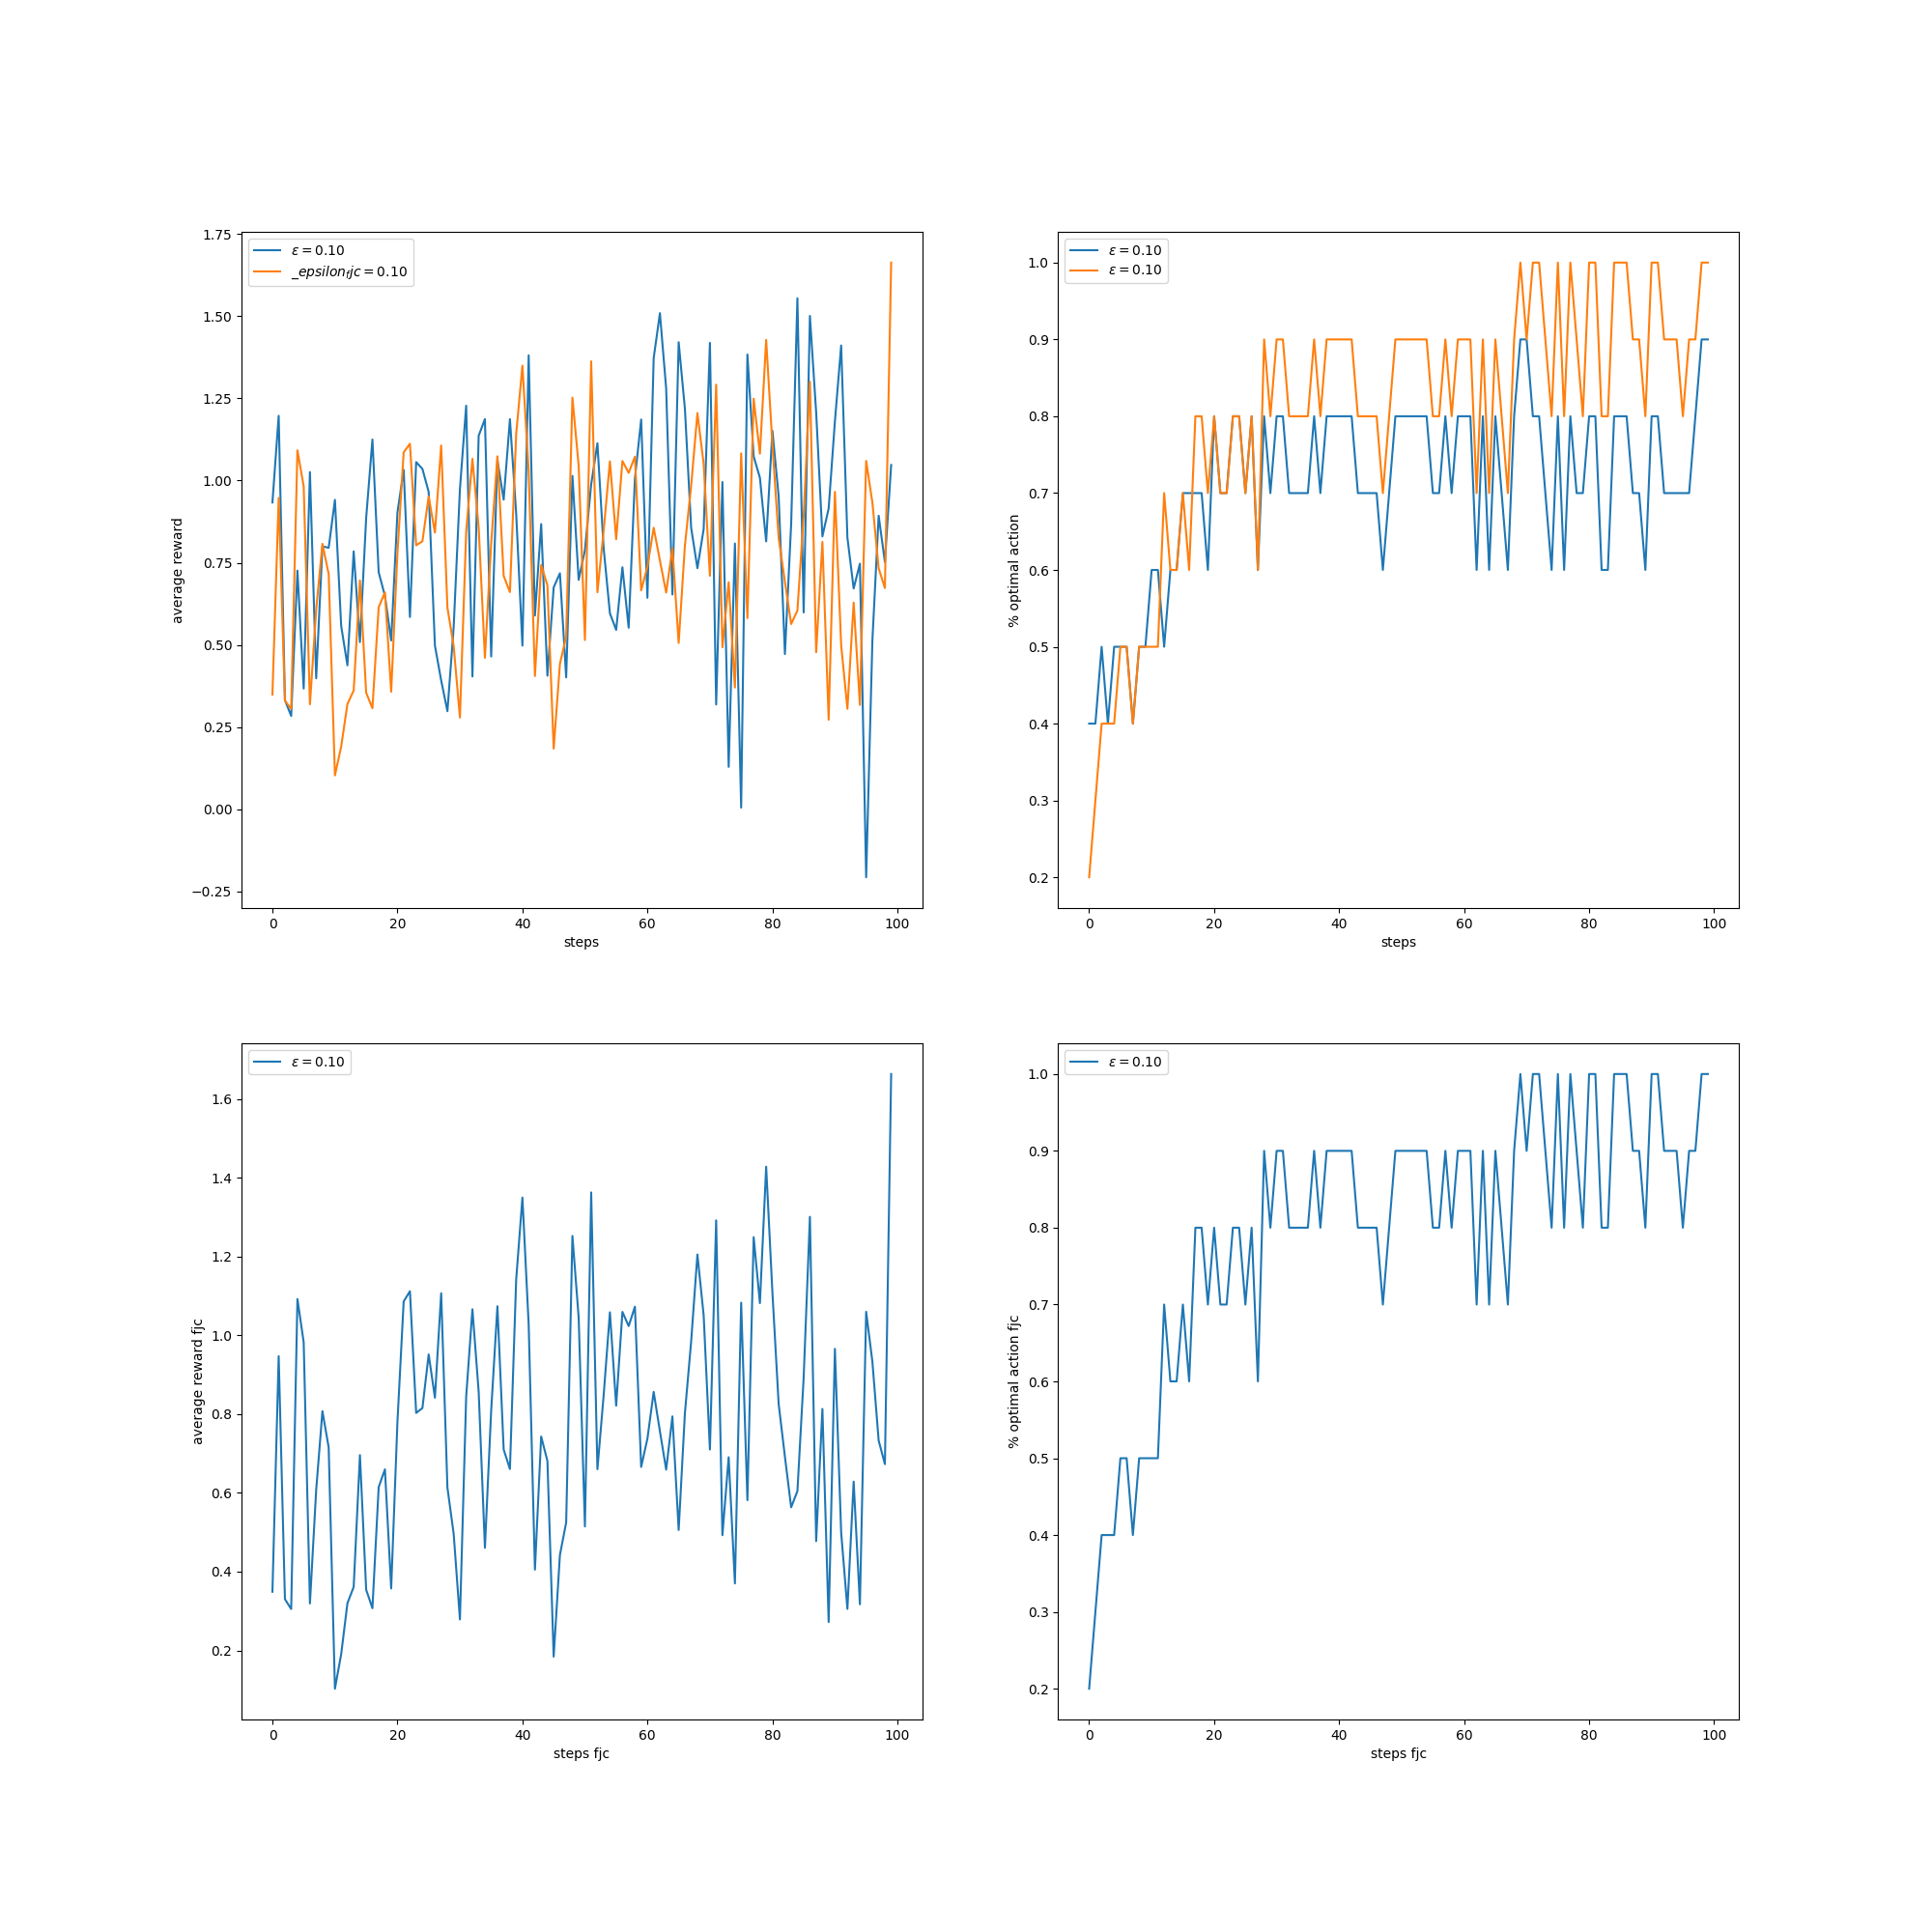 1.75
1.50
1.25
1.00
0.75
0.50
0.25
0.00
−0.25
average reward
ε = 0.10
_epsilon_fjc = 0.10
0 20 40 60 80 100
steps
1.0
0.9
0.8
0.7
0.6
0.5
0.4
0.3
0.2
% optimal action
ε = 0.10
ε = 0.10
0 20 40 60 80 100
steps
1.6
1.4
1.2
1.0
0.8
0.6
0.4
0.2
average reward fjc
ε = 0.10
0 20 40 60 80 100
steps fjc
1.0
0.9
0.8
0.7
0.6
0.5
0.4
0.3
0.2
% optimal action fjc
ε = 0.10
0 20 40 60 80 100
steps fjc